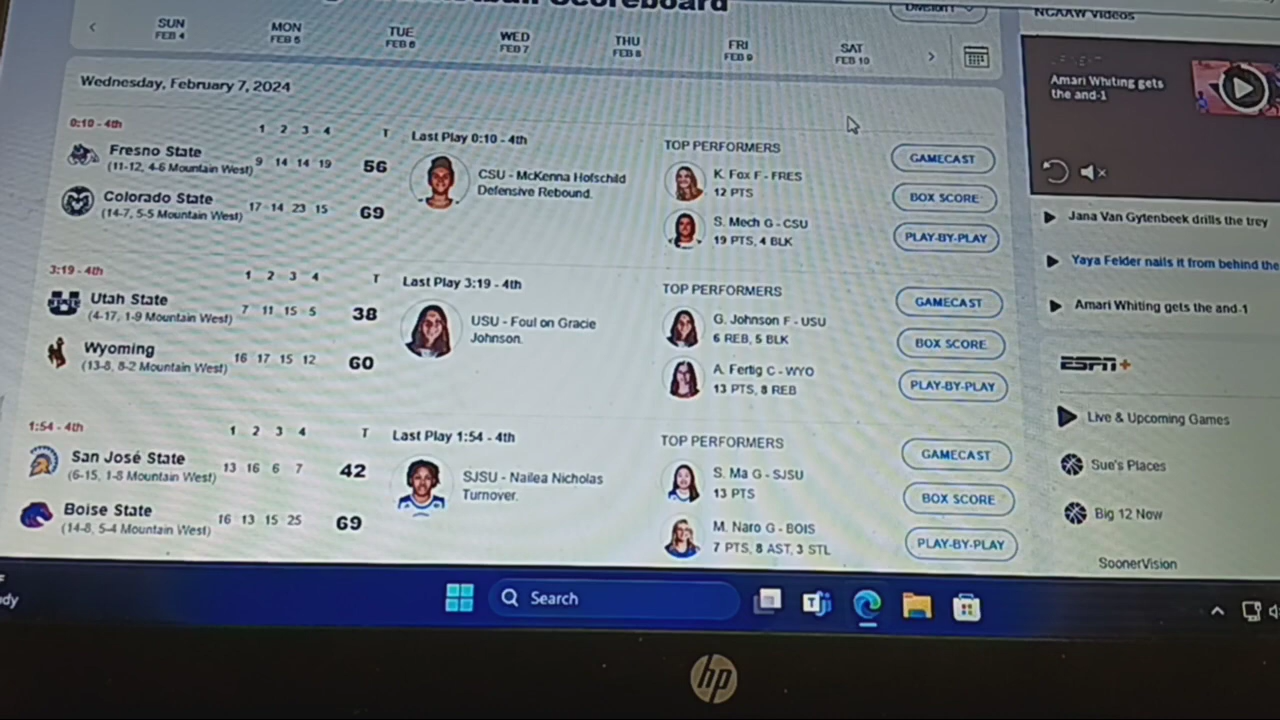 Scoreboard
Division I
SUN
FEB 4
MON
FEB 5
TUE
FEB 6
WED
FEB 7
THU
FEB 8
FRI
FEB 9
SAT
FEB 10
Wednesday, February 7, 2024
0:10 - 4th
1 2 3 4 T
Fresno State
(11-12, 4-6 Mountain West)
9 14 14 19 56
Colorado State
(14-7, 5-5 Mountain West)
17 14 23 15 69
Last Play 0:10 - 4th
CSU - McKenna Hofschild
Defensive Rebound.
TOP PERFORMERS
K. Fox F - FRES
12 PTS
S. Mech G - CSU
19 PTS, 4 BLK
GAMECAST
BOX SCORE
PLAY-BY-PLAY
3:19 - 4th
1 2 3 4 T
Utah State
(4-17, 1-9 Mountain West)
7 11 15 5 38
Wyoming
(13-8, 8-2 Mountain West)
16 17 15 12 60
Last Play 3:19 - 4th
USU - Foul on Gracie
Johnson.
TOP PERFORMERS
G. Johnson F - USU
6 REB, 5 BLK
A. Fertig C - WYO
13 PTS, 8 REB
GAMECAST
BOX SCORE
PLAY-BY-PLAY
1:54 - 4th
1 2 3 4 T
San José State
(6-15, 1-8 Mountain West)
13 16 6 7 42
Boise State
(14-8, 5-4 Mountain West)
16 13 15 25 69
Last Play 1:54 - 4th
SJSU - Nailea Nicholas
Turnover.
TOP PERFORMERS
S. Ma G - SJSU
13 PTS
M. Naro G - BOIS
7 PTS, 8 AST, 3 STL
GAMECAST
BOX SCORE
PLAY-BY-PLAY
NCAAW Videos
Amari Whiting gets
the and-1
Jana Van Gytenbeek drills the trey
Yaya Felder nails it from behind the
Amari Whiting gets the and-1
ESPN+
Live & Upcoming Games
Sue's Places
Big 12 Now
SoonerVision
Search
hp